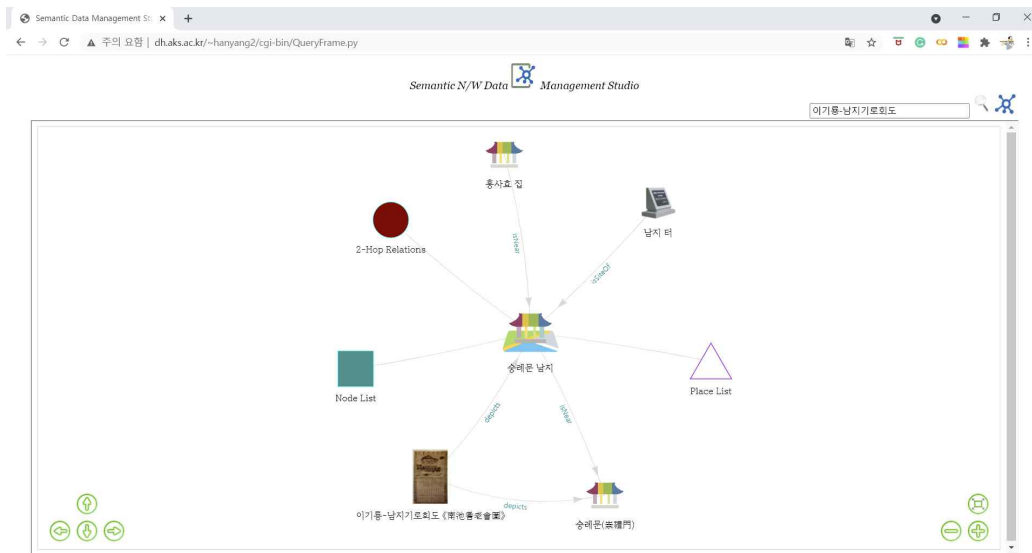 Semantic Data Management St
주의 요함 | dh.aks.ac.kr/~hanyang2/cgi-bin/QueryFrame.py
Semantic N/W Data Management Studio
이기룡-남지기로회도
홍사효 집
남지 터
2-Hop Relations
isNear
isSiteOf
숭례문 남지
Node List
Place List
depicts
isNear
depicts
이기룡-남지기로회도《南池耆老會圖》
숭례문(崇禮門)